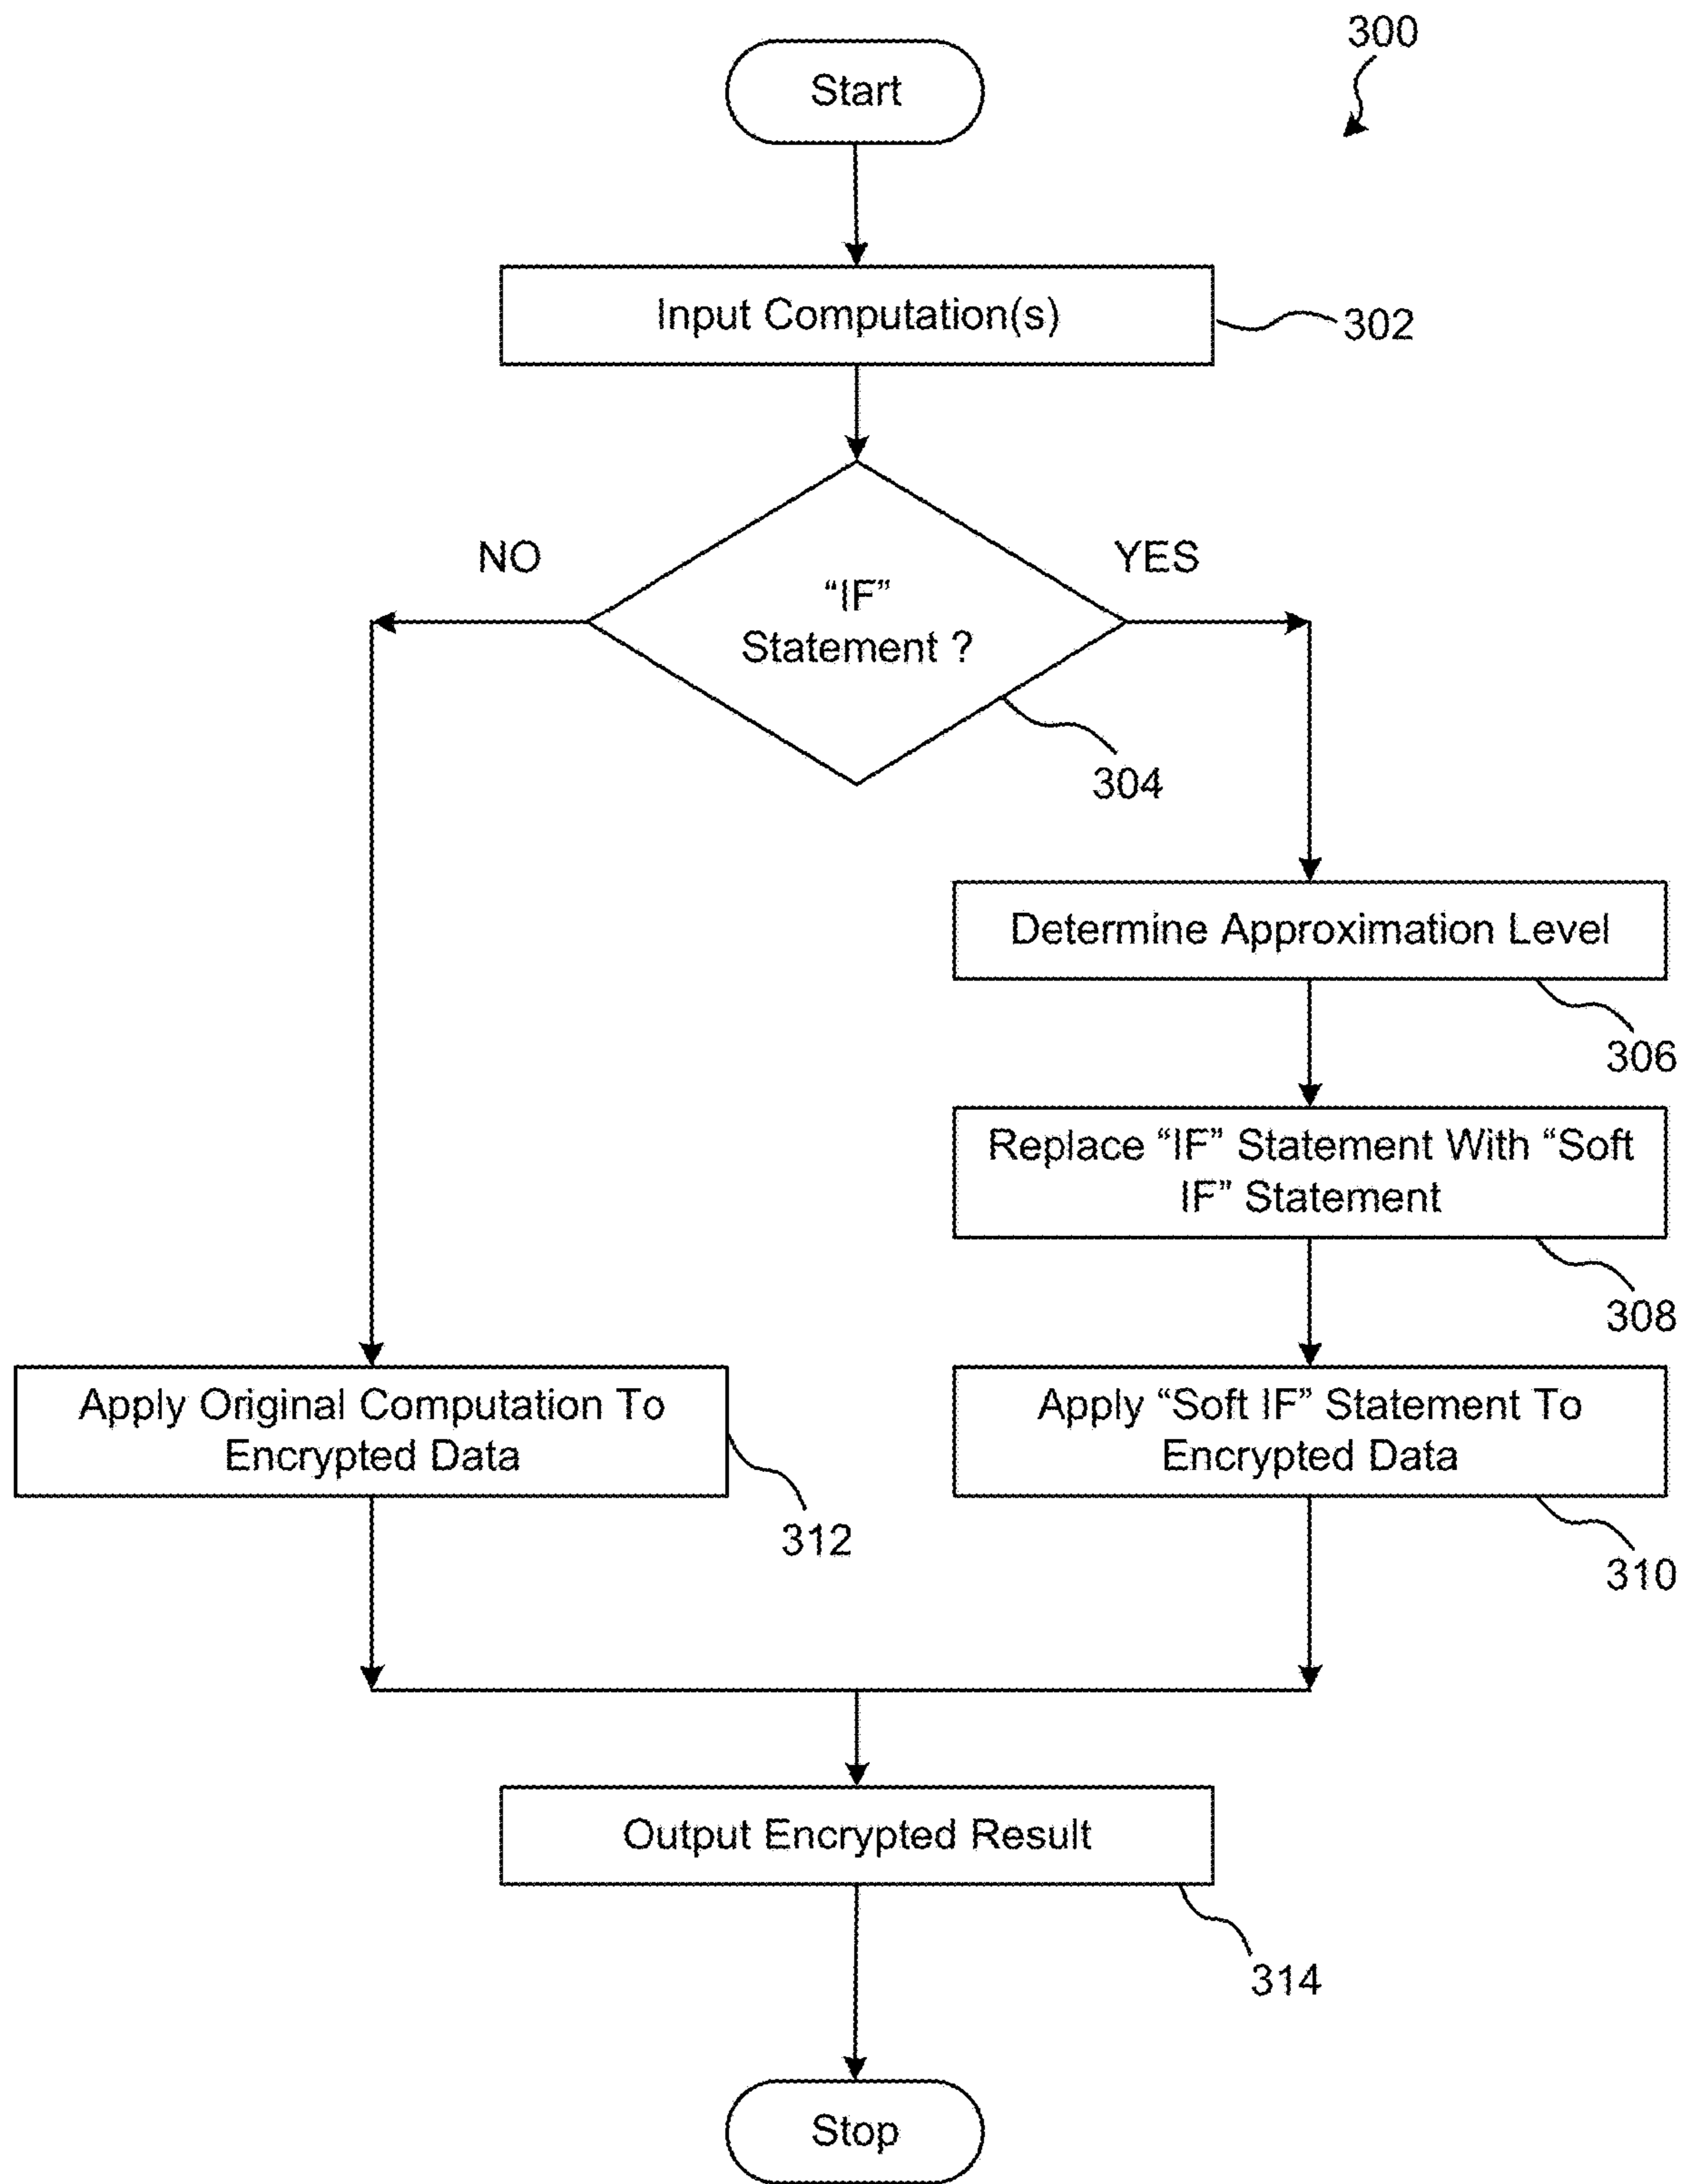 300
Start
Input Computation(s)
302
NO
YES
“IF”
Statement ?
304
Determine Approximation Level
306
Replace “IF” Statement With “Soft
IF” Statement
308
Apply Original Computation To
Encrypted Data
312
Apply “Soft IF” Statement To
Encrypted Data
310
Output Encrypted Result
314
Stop